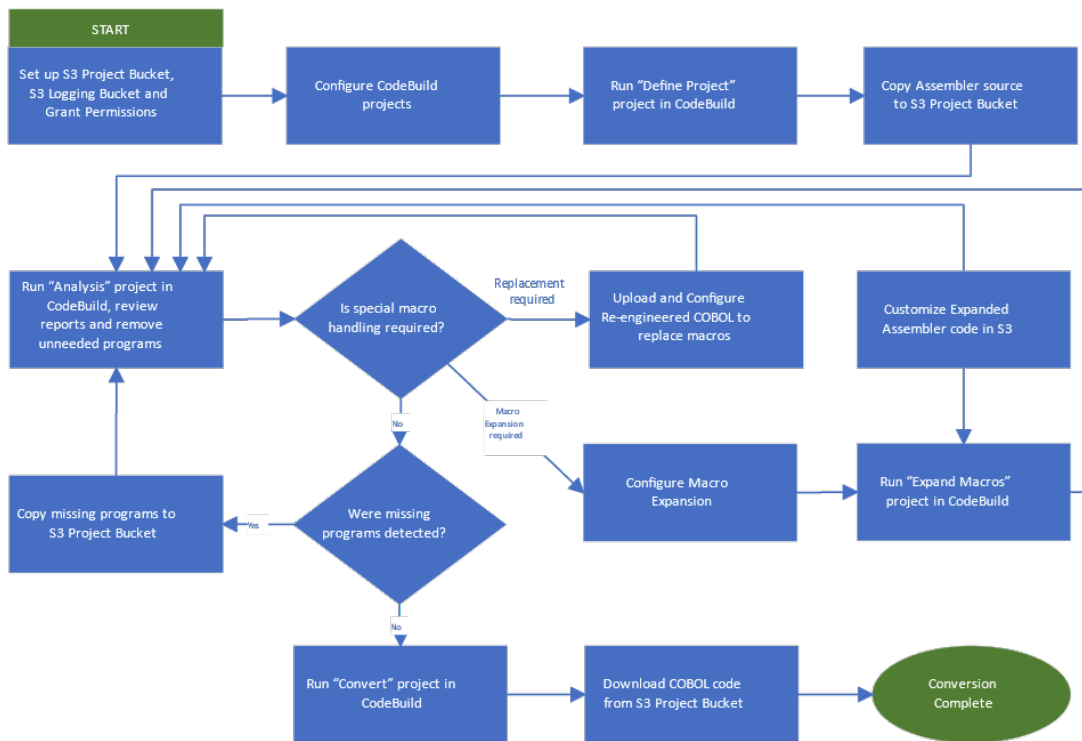 START
Set up S3 Project Bucket,
S3 Logging Bucket and
Grant Permissions
Configure CodeBuild
projects
Run “Define Project”
project in CodeBuild
Copy Assembler source
to S3 Project Bucket
Run “Analysis” project in
CodeBuild, review
reports and remove
unneeded programs
Is special macro
handling required?
Replacement
required
Upload and Configure
Re-engineered COBOL to
replace macros
Customize Expanded
Assembler code in S3
No
Macro
Expansion
required
Copy missing programs to
S3 Project Bucket
Yes
Were missing
programs detected?
Configure Macro
Expansion
Run “Expand Macros”
project in CodeBuild
No
Run “Convert” project in
CodeBuild
Download COBOL code
from S3 Project Bucket
Conversion
Complete